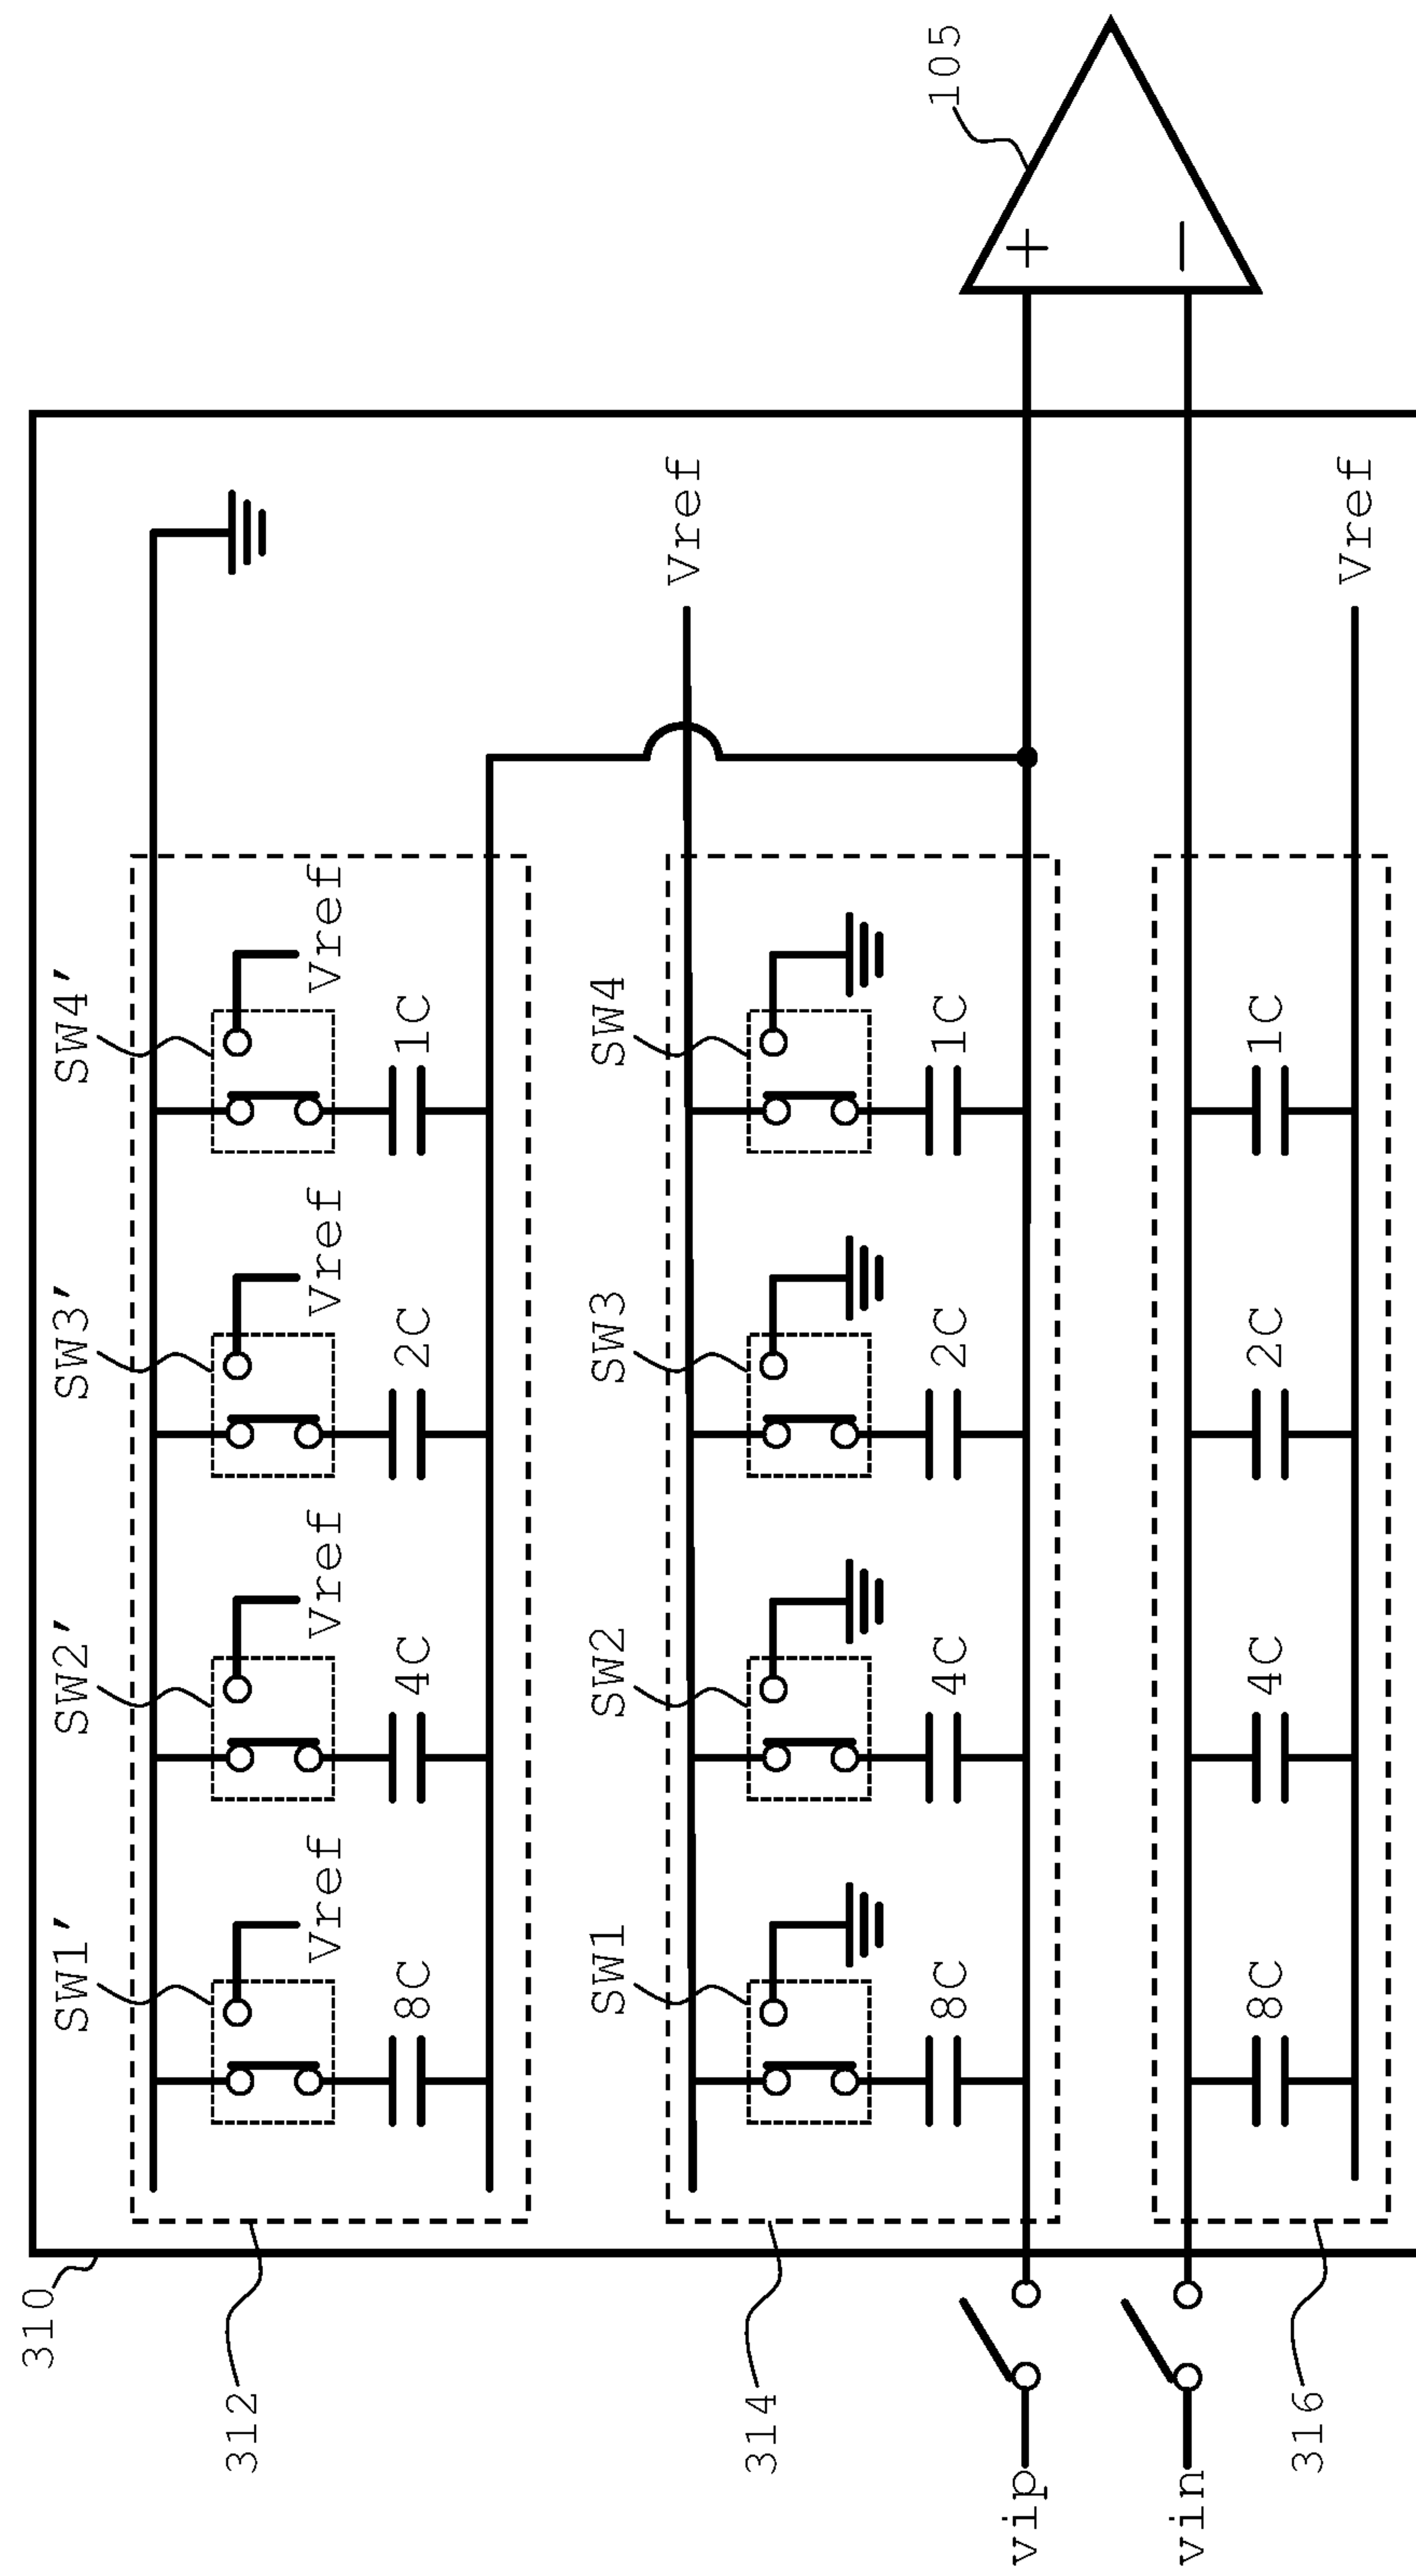 310
SW1' SW2' SW3' SW4'
Vref Vref Vref Vref
8C 4C 2C 1C
312
SW1 SW2 SW3 SW4
Vref
8C 4C 2C 1C
314
105
vip
+
vin
−
8C 4C 2C 1C
316
Vref